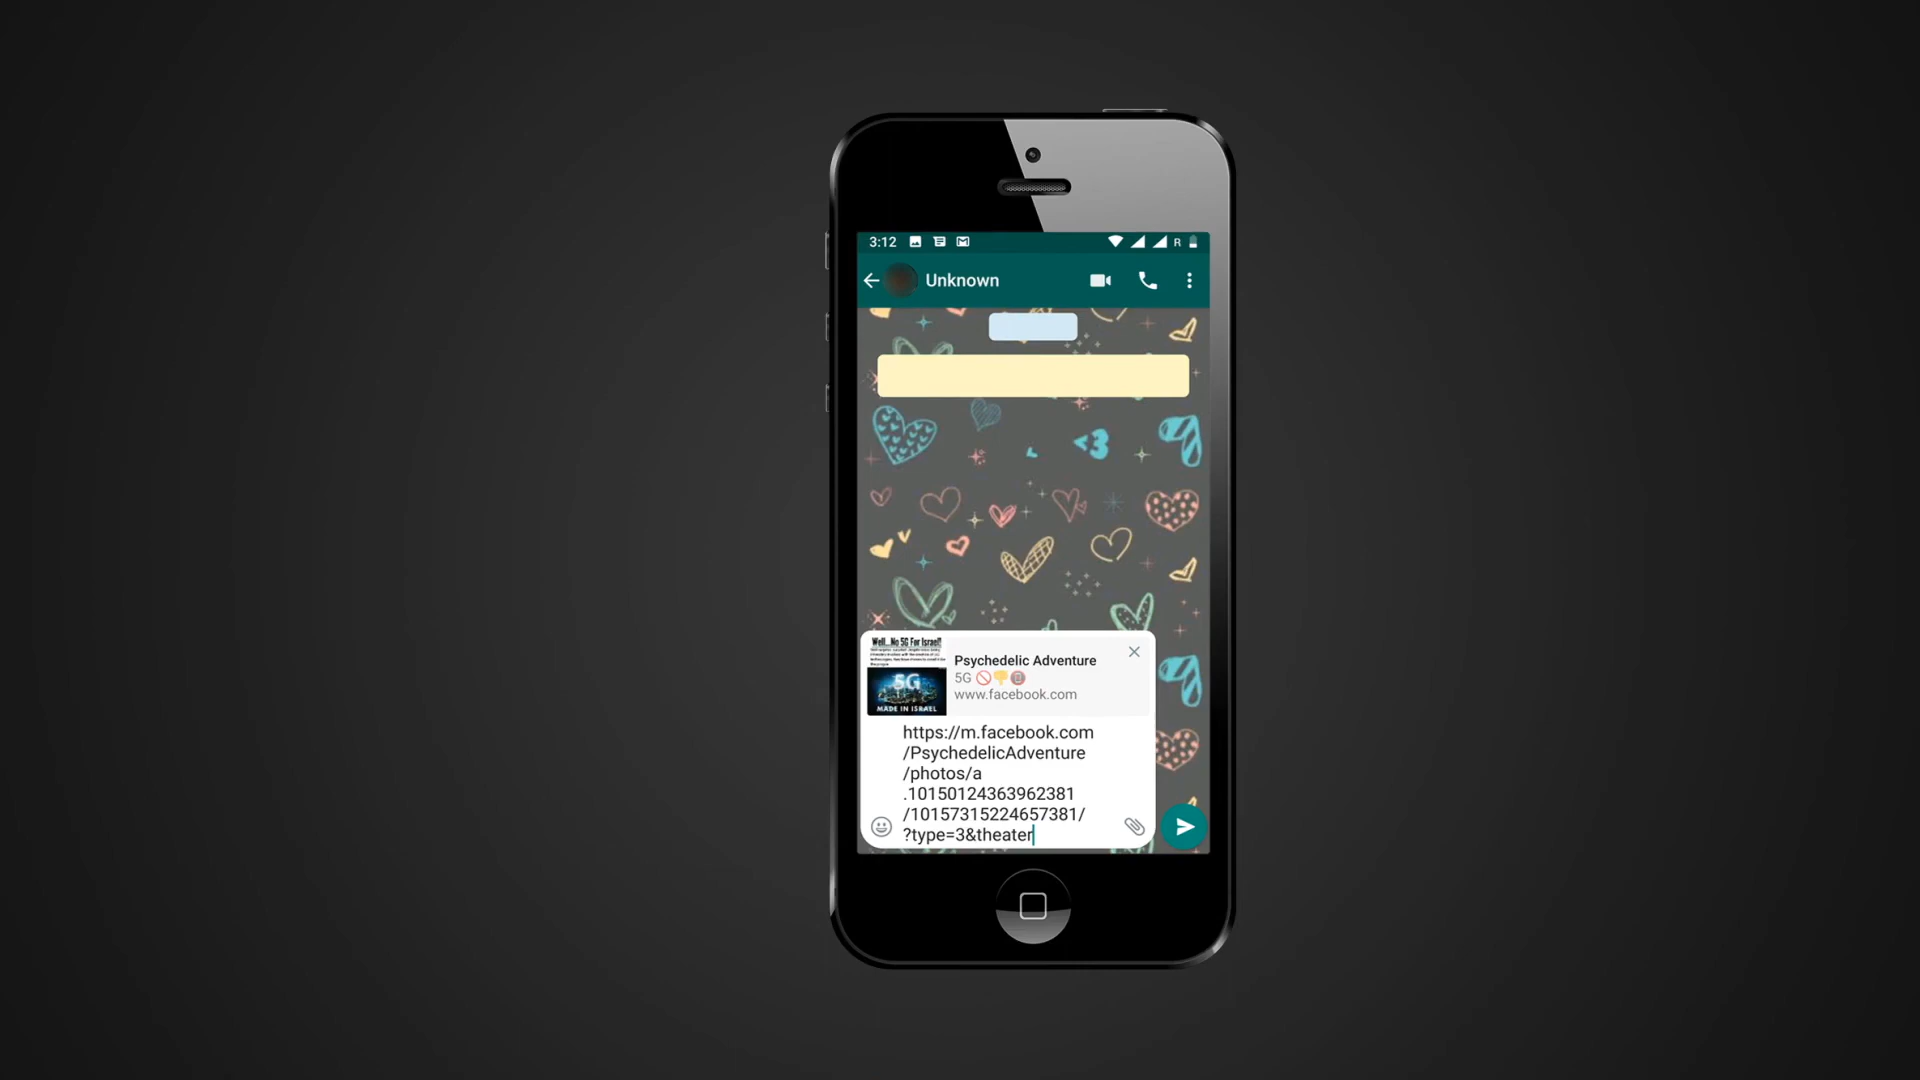 3:12
R
Unknown
<3
Well...No 5G For Israel!
5G
MADE IN ISRAEL
Psychedelic Adventure
5G 🚫👎📵
www.facebook.com
https://m.facebook.com
/PsychedelicAdventure
/photos/a
.10150124363962381
/10157315224657381/
?type=3&theater